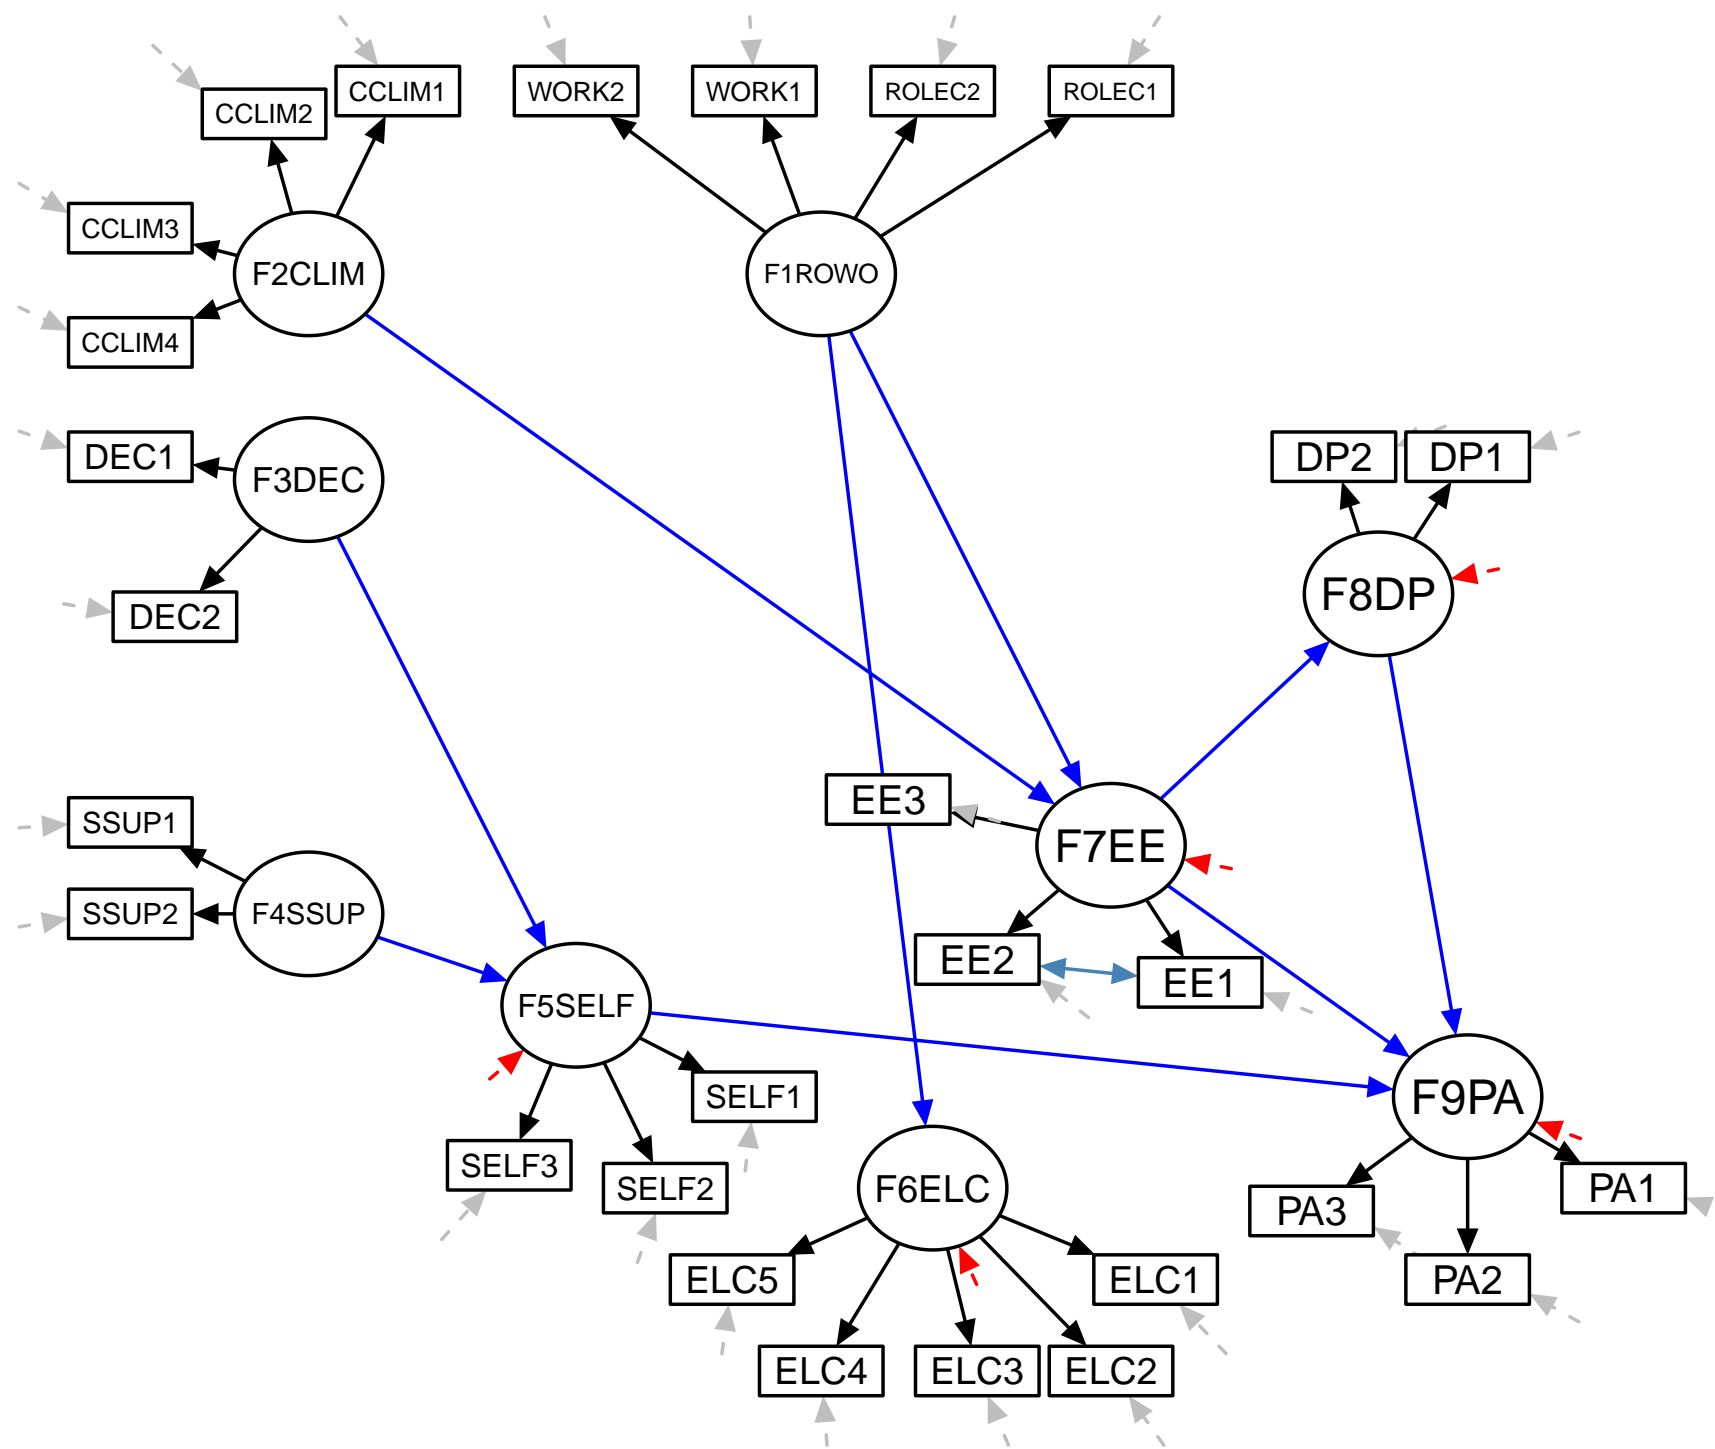 CCLIM1
WORK2
WORK1
ROLEC2
ROLEC1
CCLIM2
CCLIM3
F2CLIM
F1ROWO
CCLIM4
DEC1
F3DEC
DP2
DP1
F8DP
DEC2
EE3
SSUP1
F7EE
SSUP2
F4SSUP
EE2
EE1
F5SELF
SELF1
F9PA
SELF3
SELF2
F6ELC
PA3
PA1
ELC5
ELC1
PA2
ELC4
ELC3
ELC2